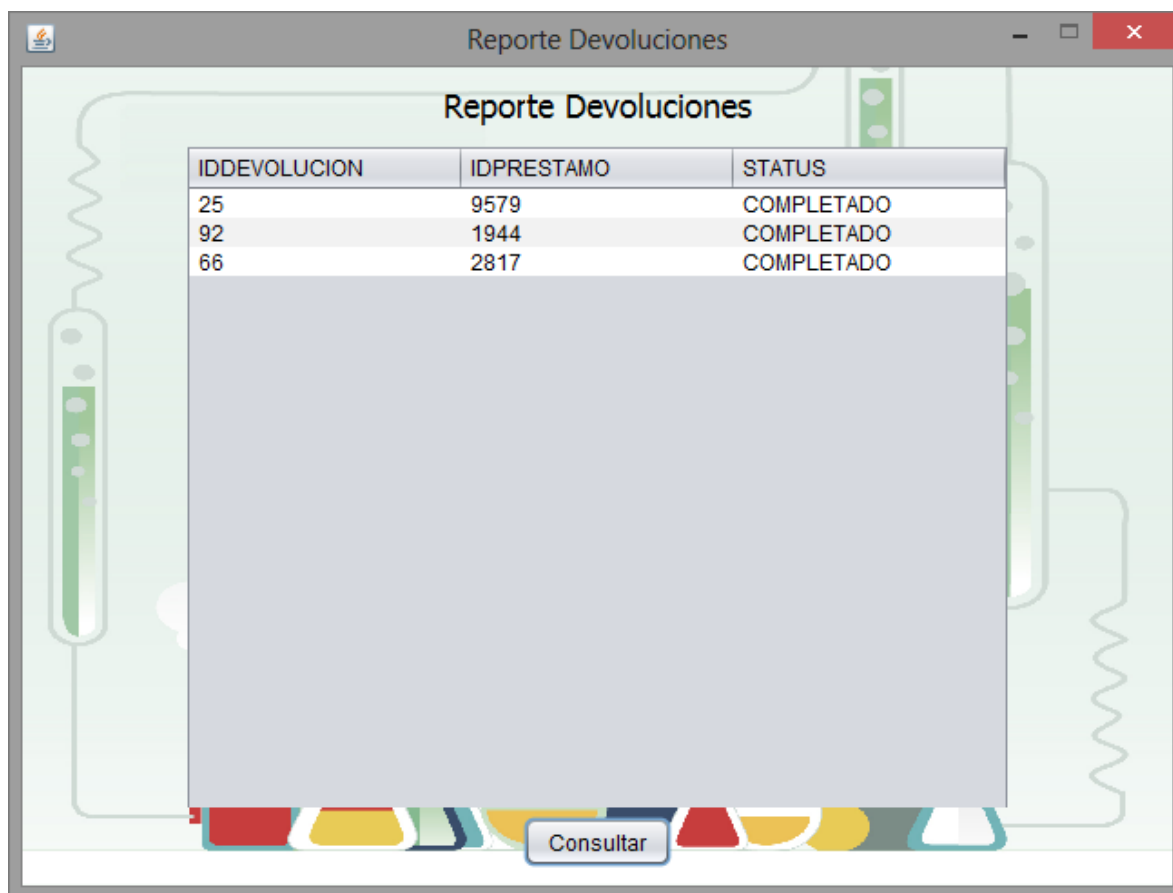 Reporte Devoluciones
Reporte Devoluciones
IDDEVOLUCION IDPRESTAMO STATUS
25 9579 COMPLETADO
92 1944 COMPLETADO
66 2817 COMPLETADO
Consultar